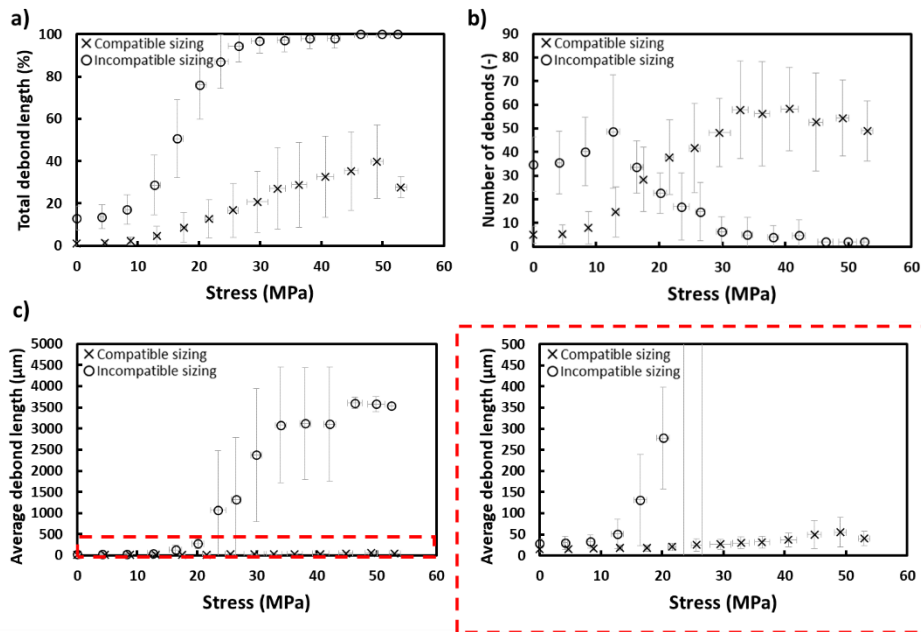 a)
Total debond length (%)
100
80
60
40
20
0
× Compatible sizing
○ Incompatible sizing
0 10 20 30 40 50 60
Stress (MPa)
b)
Number of debonds (-)
90
80
70
60
50
40
30
20
10
0
× Compatible sizing
○ Incompatible sizing
0 10 20 30 40 50 60
Stress (MPa)
c)
Average debond length (µm)
5000
4500
4000
3500
3000
2500
2000
1500
1000
500
0
× Compatible sizing
○ Incompatible sizing
0 10 20 30 40 50 60
Stress (MPa)
Average debond length (µm)
500
450
400
350
300
250
200
150
100
50
0
× Compatible sizing
○ Incompatible sizing
0 10 20 30 40 50 60
Stress (MPa)